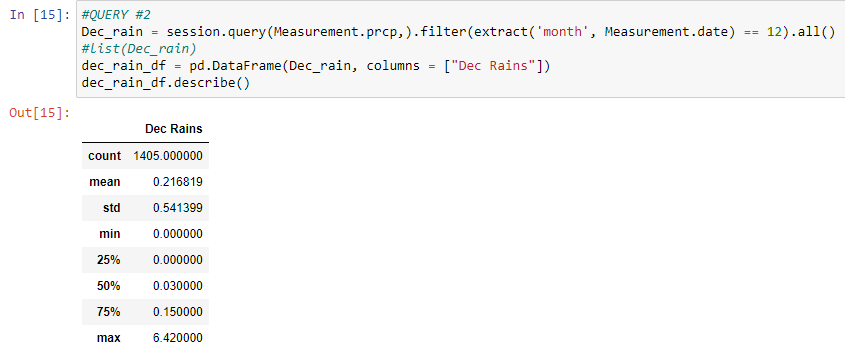 In [15]: #QUERY #2
Dec_rain = session.query(Measurement.prcp,).filter(extract('month', Measurement.date) == 12).all()
#list(Dec_rain)
dec_rain_df = pd.DataFrame(Dec_rain, columns = ["Dec Rains"])
dec_rain_df.describe()
Out[15]:
Dec Rains
count 1405.000000
mean 0.216819
std 0.541399
min 0.000000
25% 0.000000
50% 0.030000
75% 0.150000
max 6.420000